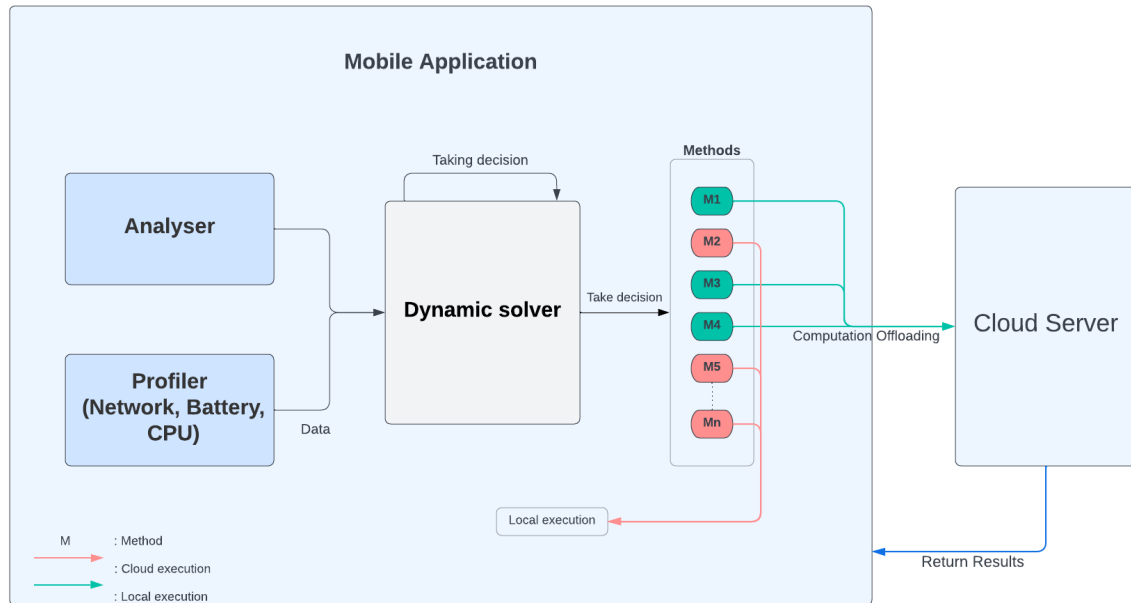 Mobile Application
Methods
Taking decision
Analyser
M1
M2
M3
M4
M5
Mn
Dynamic solver
Take decision
Computation Offloading
Cloud Server
Profiler
(Network, Battery,
CPU)
Data
Local execution
Return Results
M : Method
: Cloud execution
: Local execution